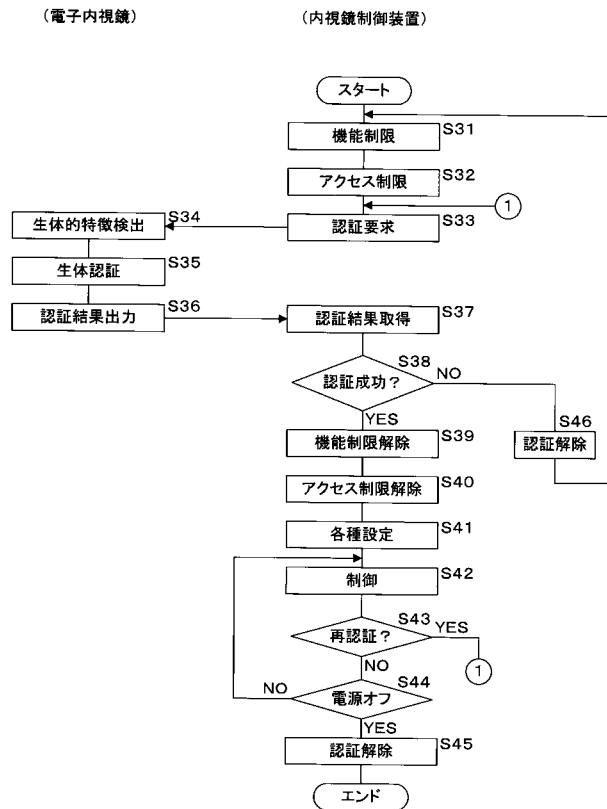 (電子内視鏡)
(内視鏡制御装置)
スタート
機能制限 S31
アクセス制限 S32
1
認証要求 S33
生体的特徴検出 S34
生体認証 S35
認証結果出力 S36
認証結果取得 S37
認証成功? S38
NO
YES
認証解除 S46
機能制限解除 S39
アクセス制限解除 S40
各種設定 S41
制御 S42
再認証? S43
YES
1
NO
電源オフ S44
NO
YES
認証解除 S45
エンド